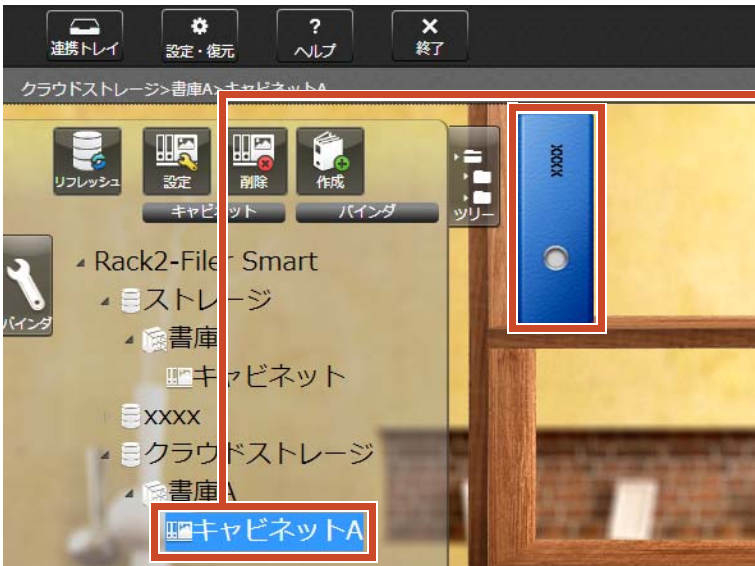 連携トレイ
設定・復元
?
ヘルプ
終了
クラウドストレージ>書庫A>キャビネットA
リフレッシュ
設定
削除
作成
キャビネット
バインダ
ツリー
xxxx
バインダ
Rack2-Filer Smart
ストレージ
書庫
キャビネット
xxxx
クラウドストレージ
書庫A
キャビネットA